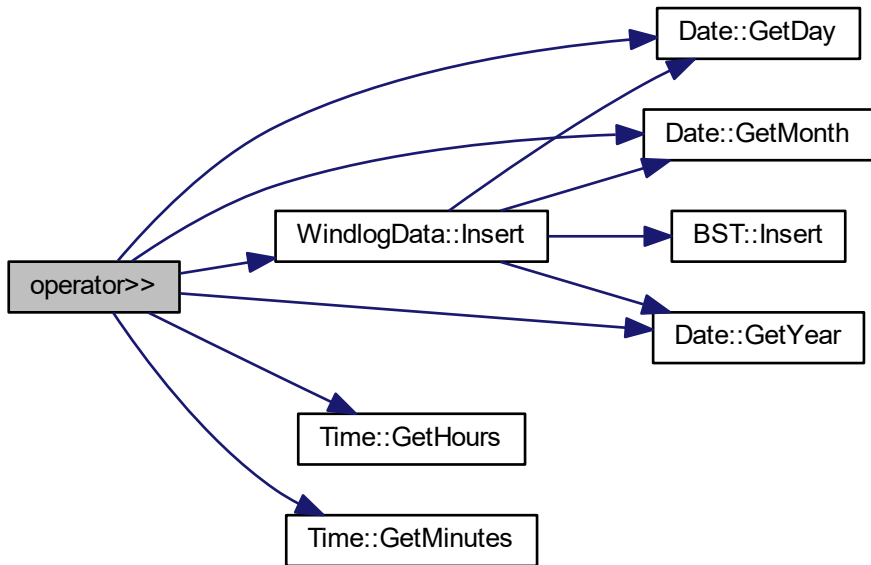 Date::GetDay
Date::GetMonth
WindlogData::Insert
BST::Insert
operator>>
Date::GetYear
Time::GetHours
Time::GetMinutes